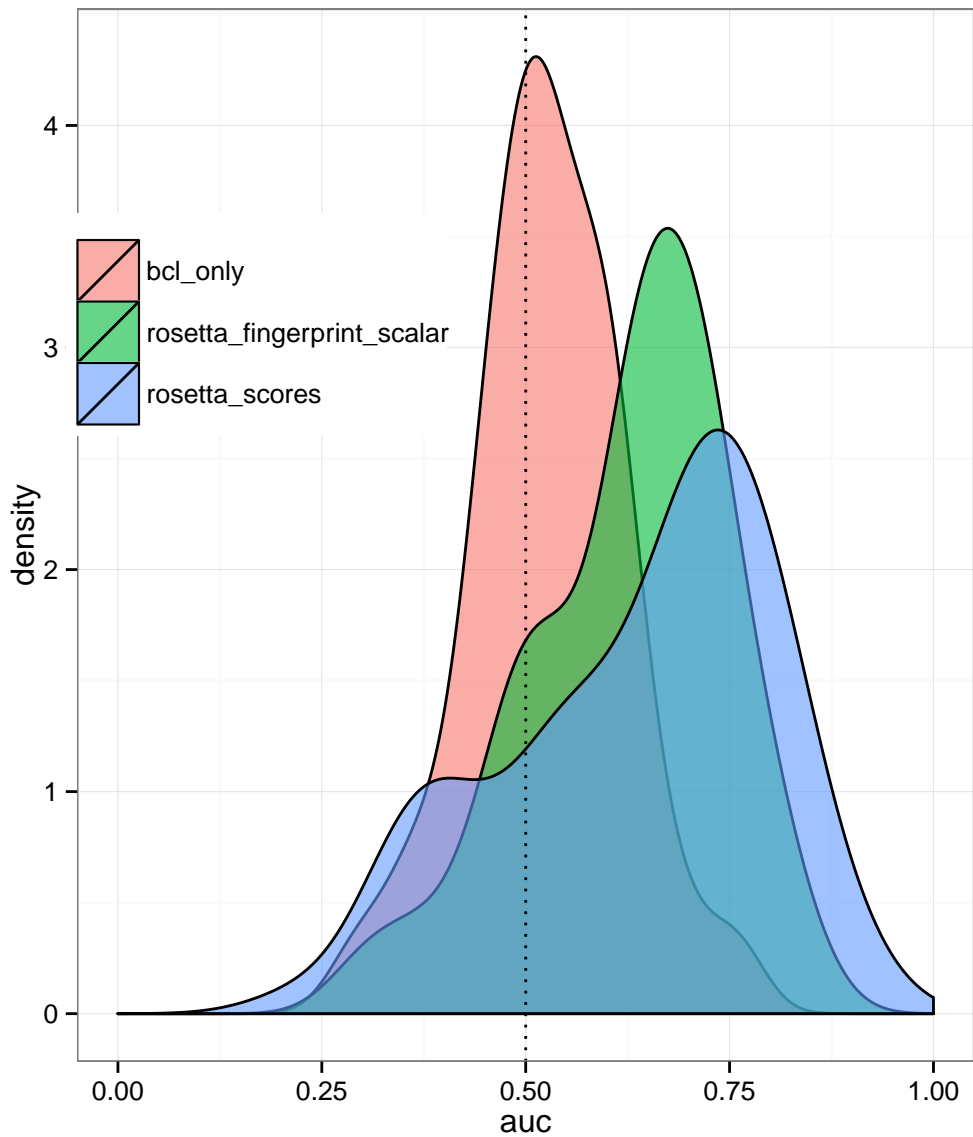 4
3
2
1
0
density
bcl_only
rosetta_fingerprint_scalar
rosetta_scores
0.00 0.25 0.50 0.75 1.00
auc